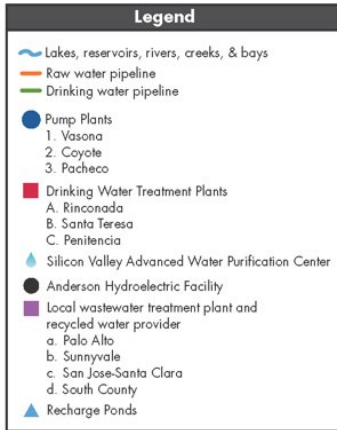 Legend
Lakes, reservoirs, rivers, creeks, & bays
Raw water pipeline
Drinking water pipeline
Pump Plants
1. Vasona
2. Coyote
3. Pacheco
Drinking Water Treatment Plants
A. Rinconada
B. Santa Teresa
C. Penitencia
Silicon Valley Advanced Water Purification Center
Anderson Hydroelectric Facility
Local wastewater treatment plant and
recycled water provider
a. Palo Alto
b. Sunnyvale
c. San Jose-Santa Clara
d. South County
Recharge Ponds